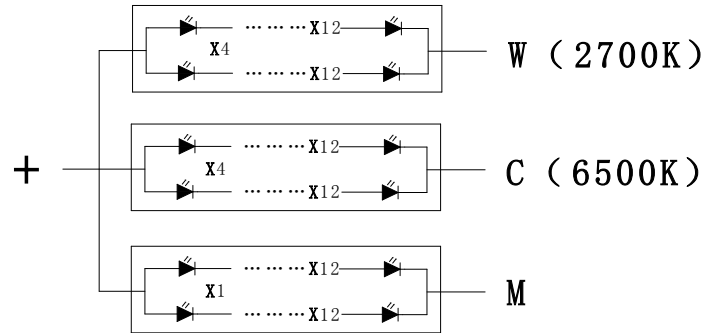 … … … X12
W（2700K）
X4
… … … X12
+
… … … X12
C（6500K）
X4
… … … X12
… … … X12
X1
M
… … … X12